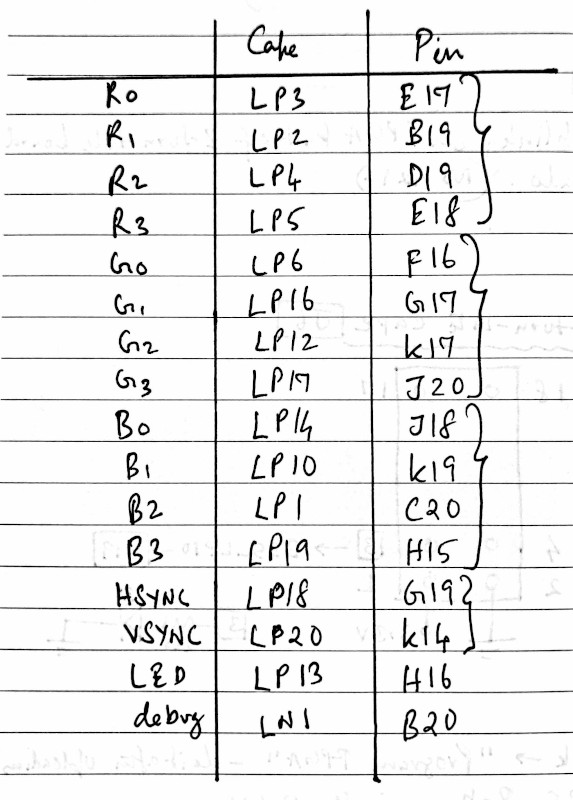 Cape Pin
R0 LP3 E17
R1 LP2 B19
R2 LP4 D19
R3 LP5 E18
G0 LP6 F16
G1 LP16 G17
G2 LP12 K17
G3 LP17 J20
B0 LP14 J18
B1 LP10 K19
B2 LP1 C20
B3 LP19 H15
HSYNC LP18 G19
VSYNC LP20 K14
LED LP13 H16
debug LN1 B20